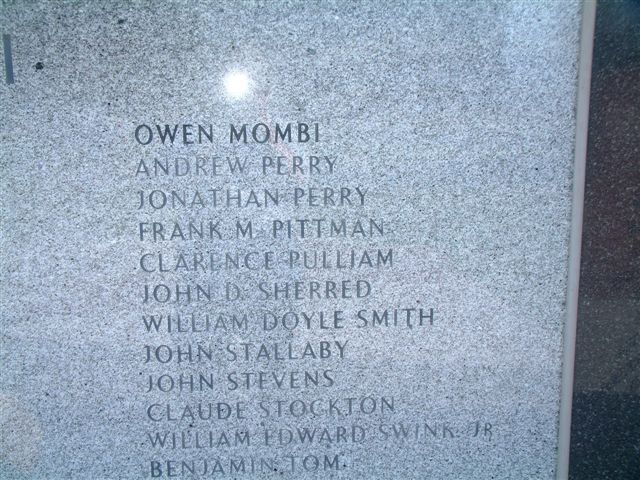 OWEN MOMBI
ANDREW PERRY
JONATHAN PERRY
FRANK M. PITTMAN
CLARENCE PULLIAM
JOHN D. SHERRED
WILLIAM DOYLE SMITH
JOHN STALLABY
JOHN STEVENS
CLAUDE STOCKTON
WILLIAM EDWARD SWINK, JR.
BENJAMIN TOM